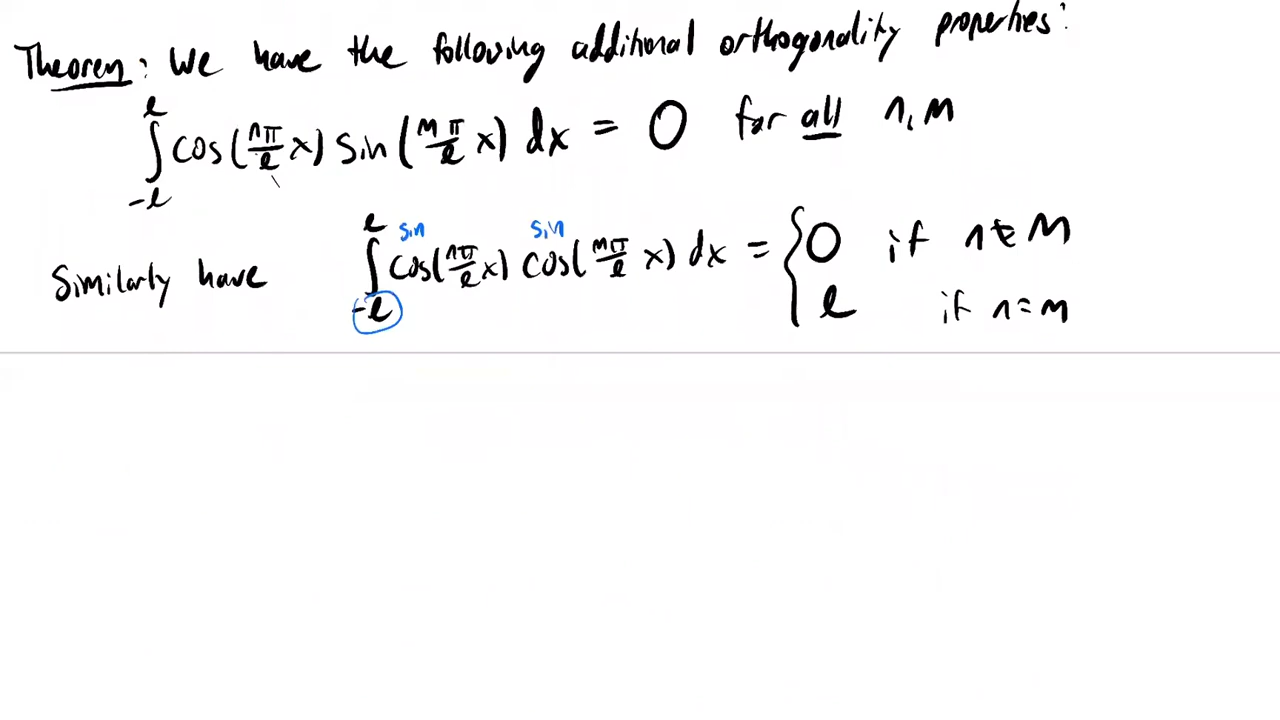 Theorem: We have the following additional orthogonality properties:
∫_{-ℓ}^{ℓ} cos(nπ/ℓ x) sin(mπ/ℓ x) dx = 0 for all n, m
sin sin
Similarly have ∫_{-ℓ}^{ℓ} cos(nπ/ℓ x) cos(mπ/ℓ x) dx = { 0 if n ≠ m
ℓ if n = m